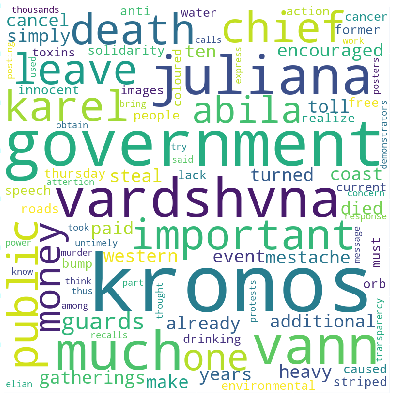 thousands anti water action cancer
cancel death chief former
posting simply solidarity ten calls encouraged work
toxins coloured express
leave juliana
innocent images posters
karel people abila toll free
used bring realize
obtain try
demonstrators
government
thursday steal said turned coast
attention lack concern
speech vardshvna current
roads paid died response
western event mestache
power took untimely important
public money bump guards already additional orb
murder message must
know think part
kronos
thus among drinking
protests
thought
transparency
much one vann
recalls gatherings years heavy caused
elian make environmental striped